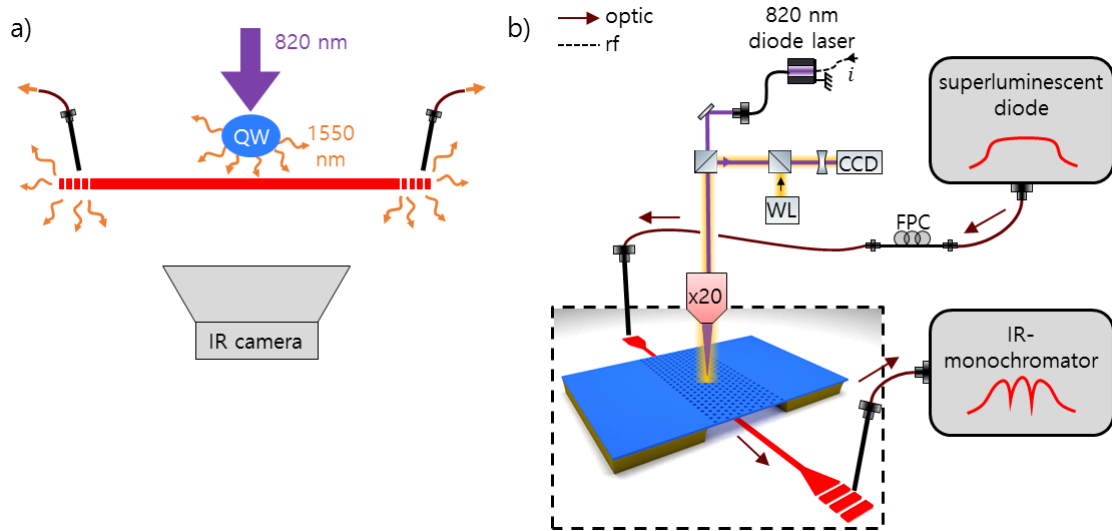 a)
820 nm
QW
1550
nm
IR camera
b)
optic
rf
820 nm
diode laser
i
superluminescent
diode
CCD
WL
FPC
x20
IR-
monochromator